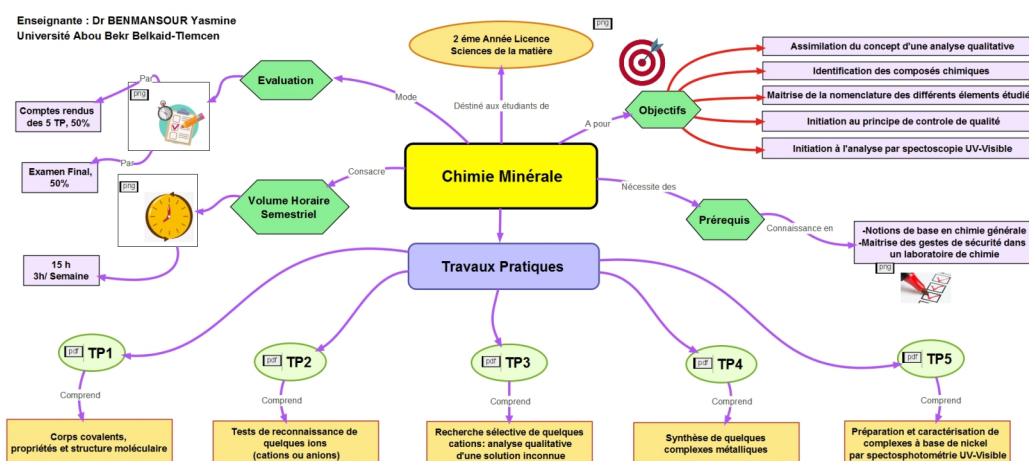 Enseignante : Dr BENMANSOUR Yasmine
Université Abou Bekr Belkaid-Tlemcen
2 éme Année Licence
Sciences de la matière
png
Déstiné aux étudiants de
Evaluation
Mode
Par
png
Comptes rendus
des 5 TP, 50%
Par
Examen Final,
50%
Objectifs
A pour
Assimilation du concept d'une analyse qualitative
Identification des composés chimiques
Maitrise de la nomenclature des différents élements étudié
Initiation au principe de controle de qualité
Initiation à l'analyse par spectoscopie UV-Visible
Chimie Minérale
Consacre
Volume Horaire
Semestriel
png
15 h
3h/ Semaine
Nécessite des
Prérequis
Connaissance en
-Notions de base en chimie générale
-Maitrise des gestes de sécurité dans
un laboratoire de chimie
png
Travaux Pratiques
pdf TP1
Comprend
Corps covalents,
propriétés et structure moléculaire
pdf TP2
Comprend
Tests de reconnaissance de
quelques ions
(cations ou anions)
pdf TP3
Comprend
Recherche sélective de quelques
cations: analyse qualitative
d'une solution inconnue
pdf TP4
Comprend
Synthèse de quelques
complexes métalliques
pdf TP5
Comprend
Préparation et caractérisation de
complexes à base de nickel
par spectosphotométrie UV-Visible